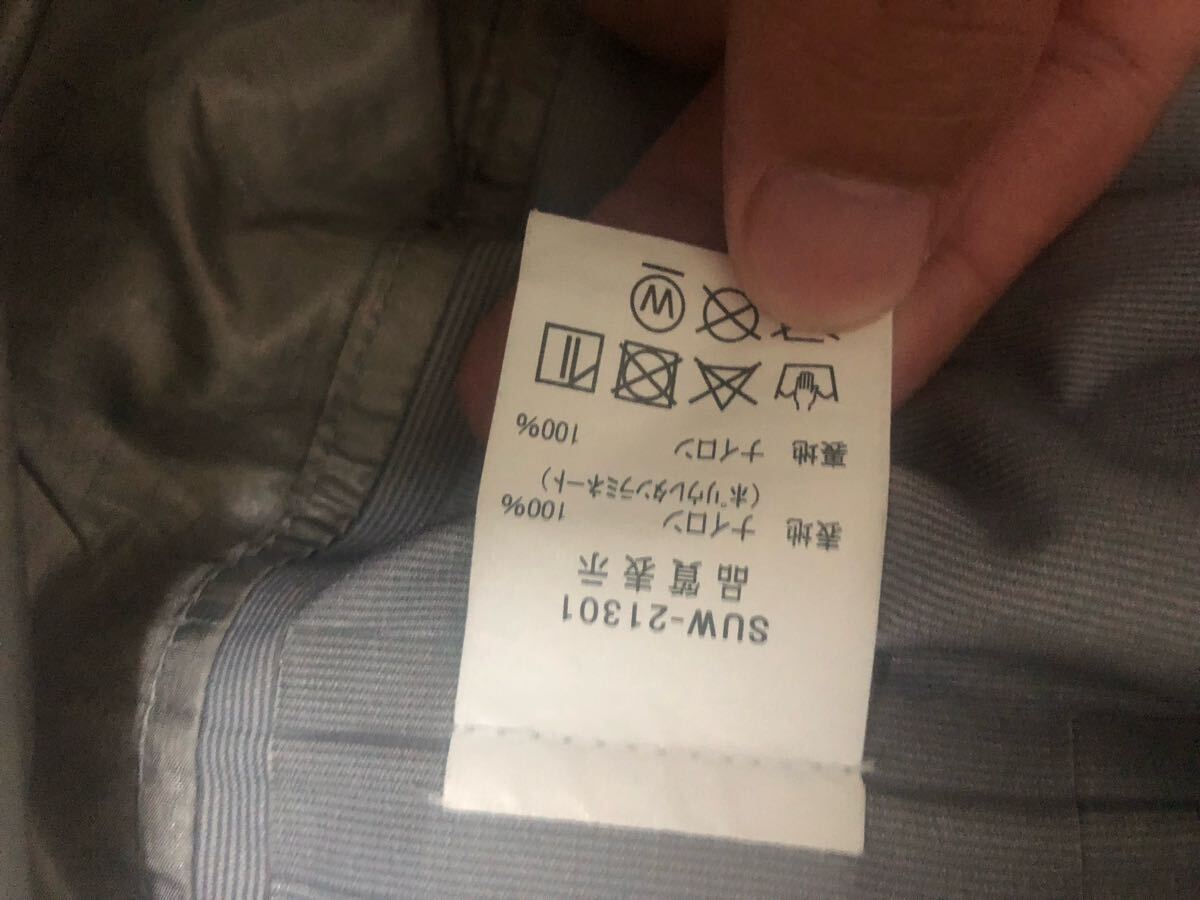 SUW-21301
品質表示
表地 ナイロン 100%
(ポリウレタンラミネート)
裏地 ナイロン 100%
W